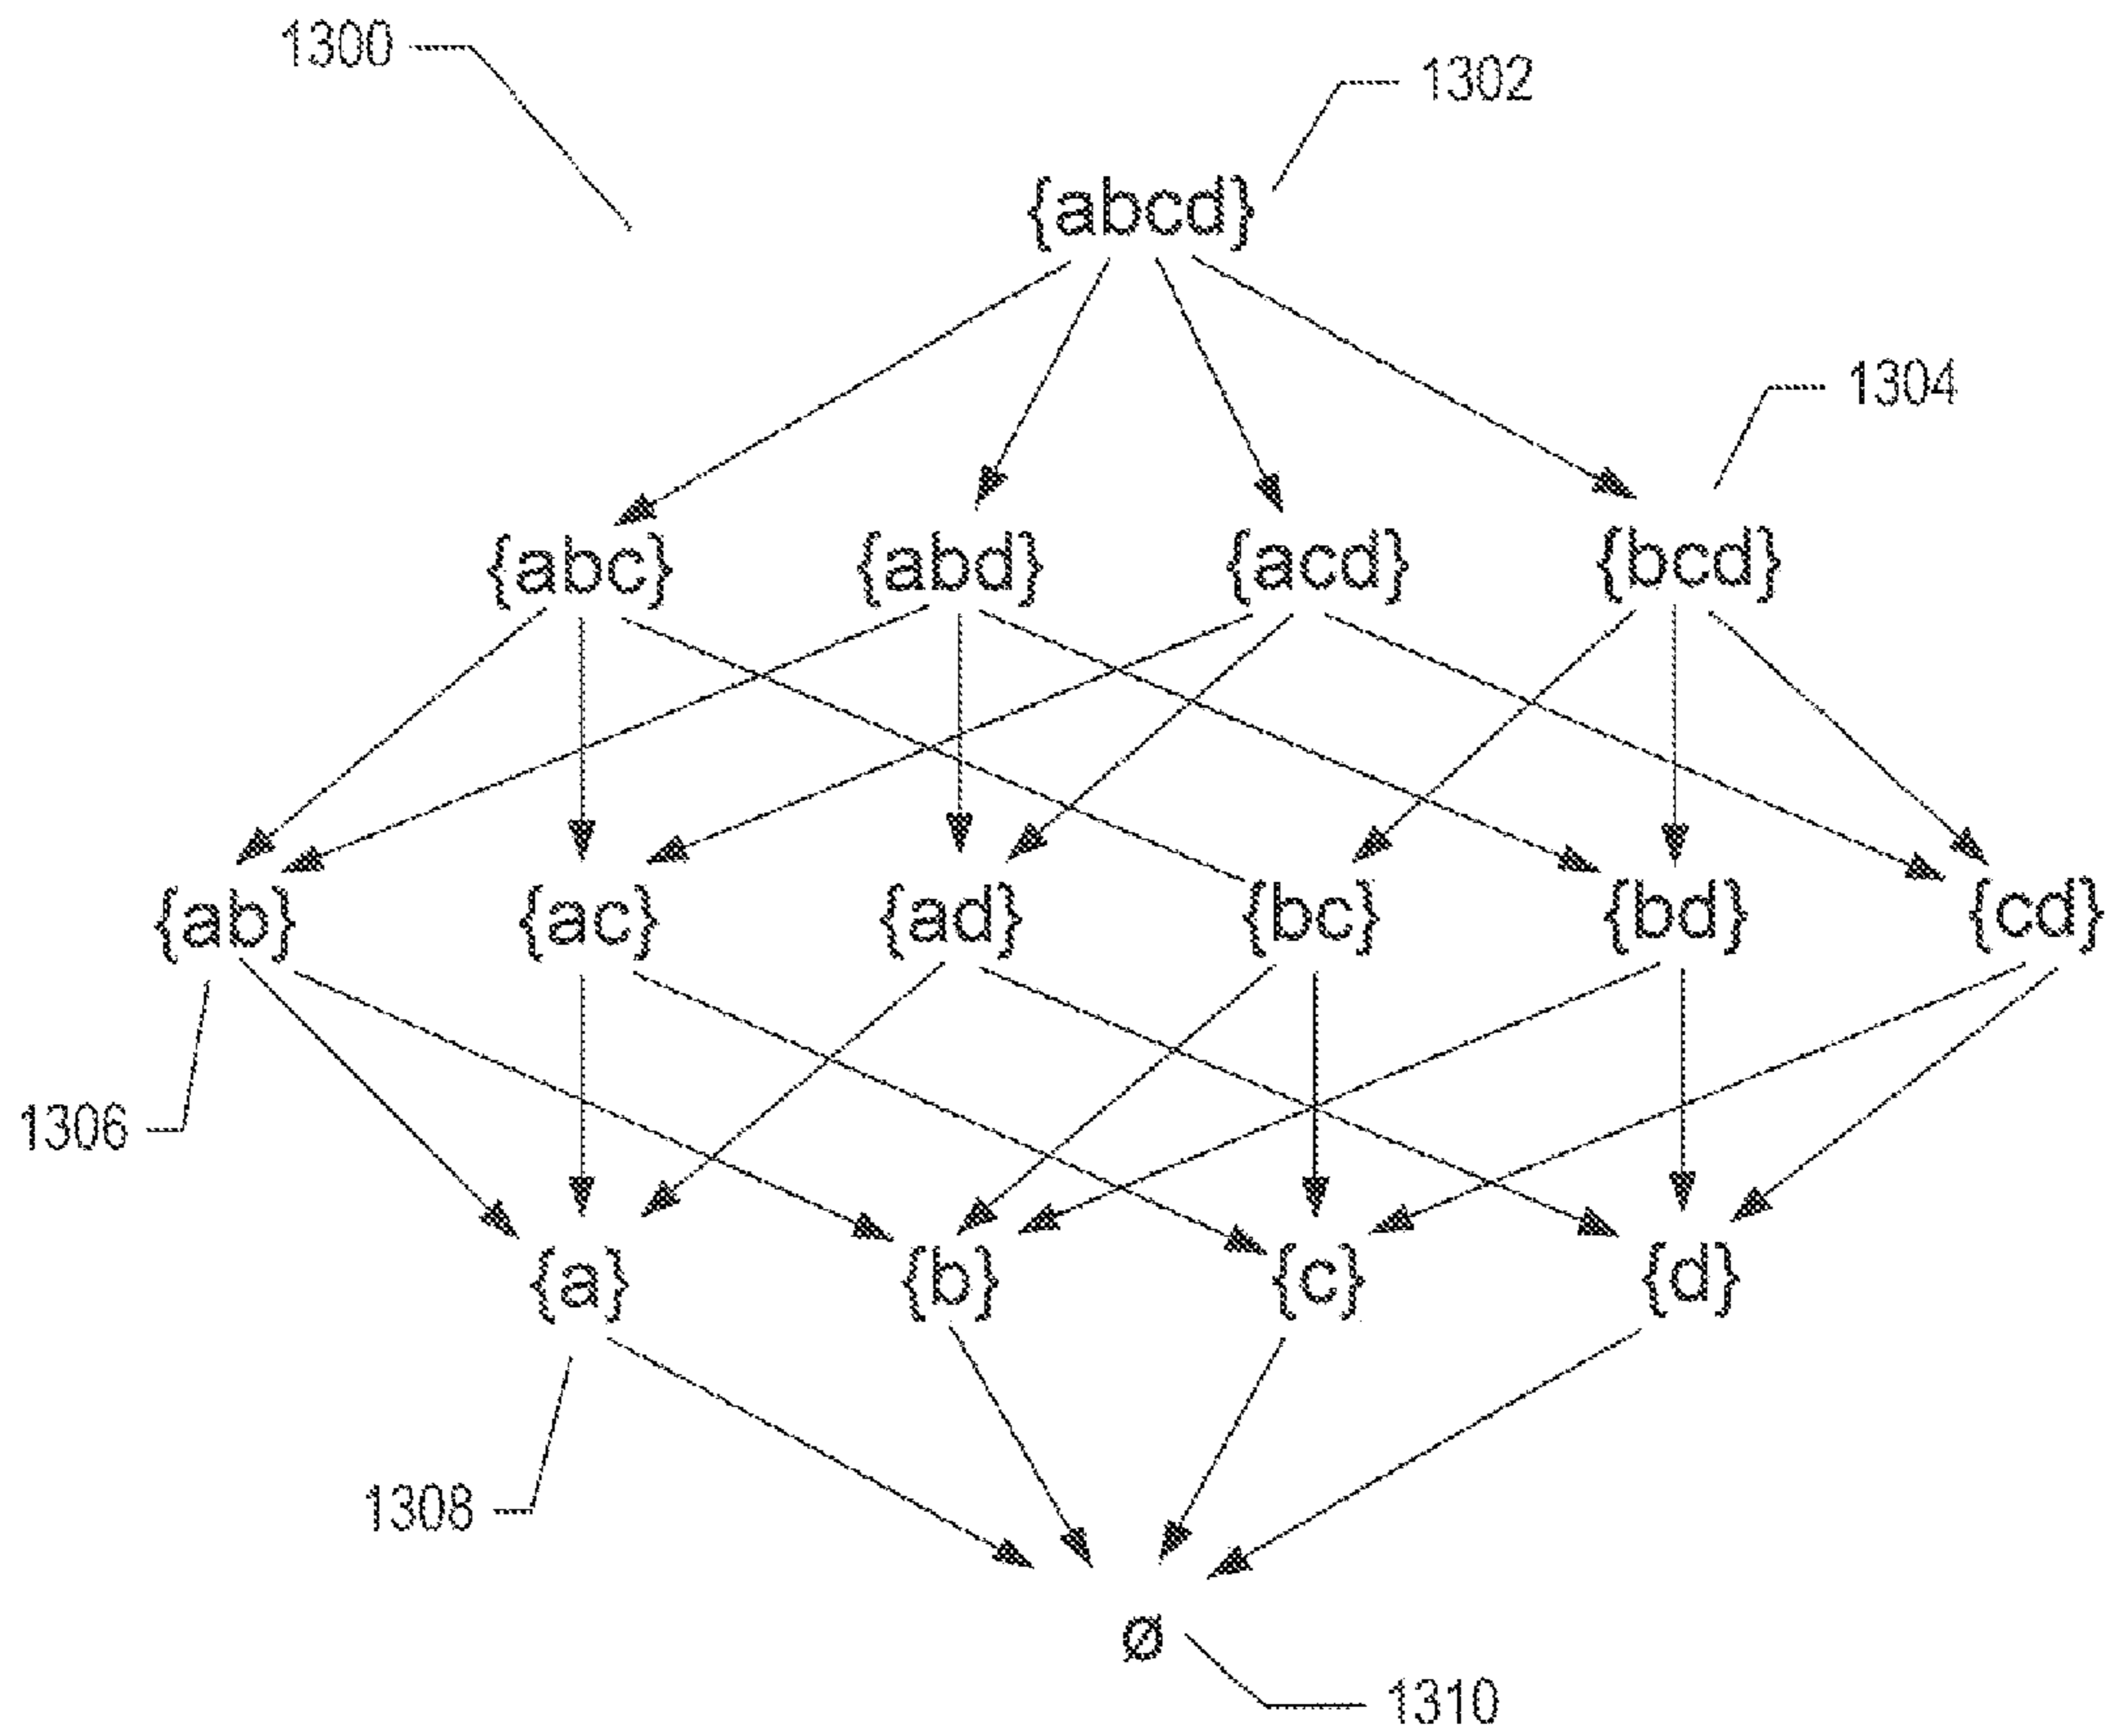 1300
1302
{abcd}
1304
{abc} {abd} {acd} {bcd}
{ab} {ac} {ad} {bc} {bd} {cd}
1306
{a} {b} {c} {d}
1308
ø
1310